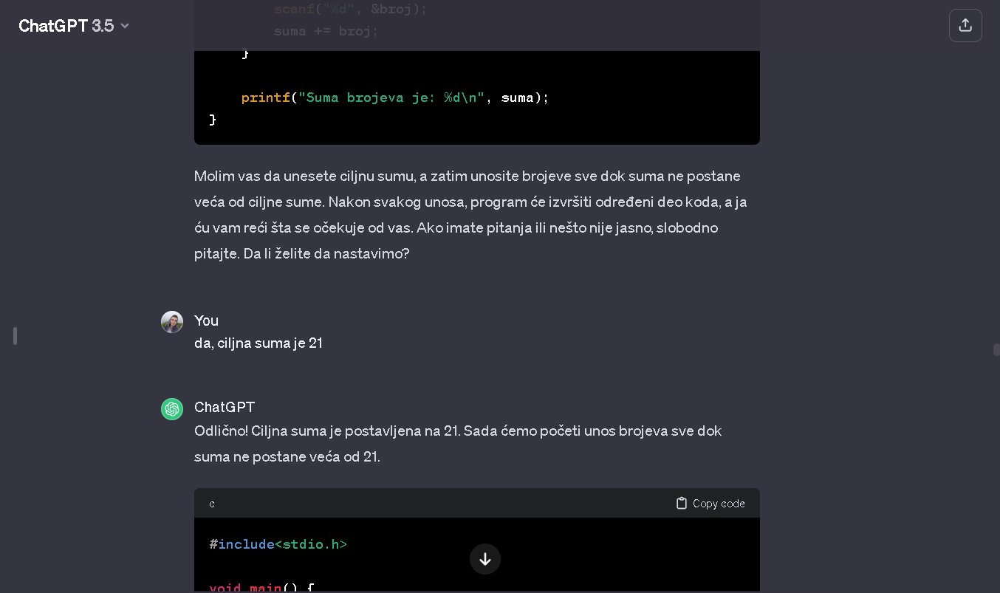 ChatGPT 3.5
scanf("%d", &broj);
suma += broj;
}
printf("Suma brojeva je: %d\n", suma);
}
Molim vas da unesete ciljnu sumu, a zatim unosite brojeve sve dok suma ne postane
veća od ciljne sume. Nakon svakog unosa, program će izvršiti određeni deo koda, a ja
ću vam reći šta se očekuje od vas. Ako imate pitanja ili nešto nije jasno, slobodno
pitajte. Da li želite da nastavimo?
You
da, ciljna suma je 21
ChatGPT
Odlično! Ciljna suma je postavljena na 21. Sada ćemo početi unos brojeva sve dok
suma ne postane veća od 21.
c Copy code
#include<stdio.h>
void main() {